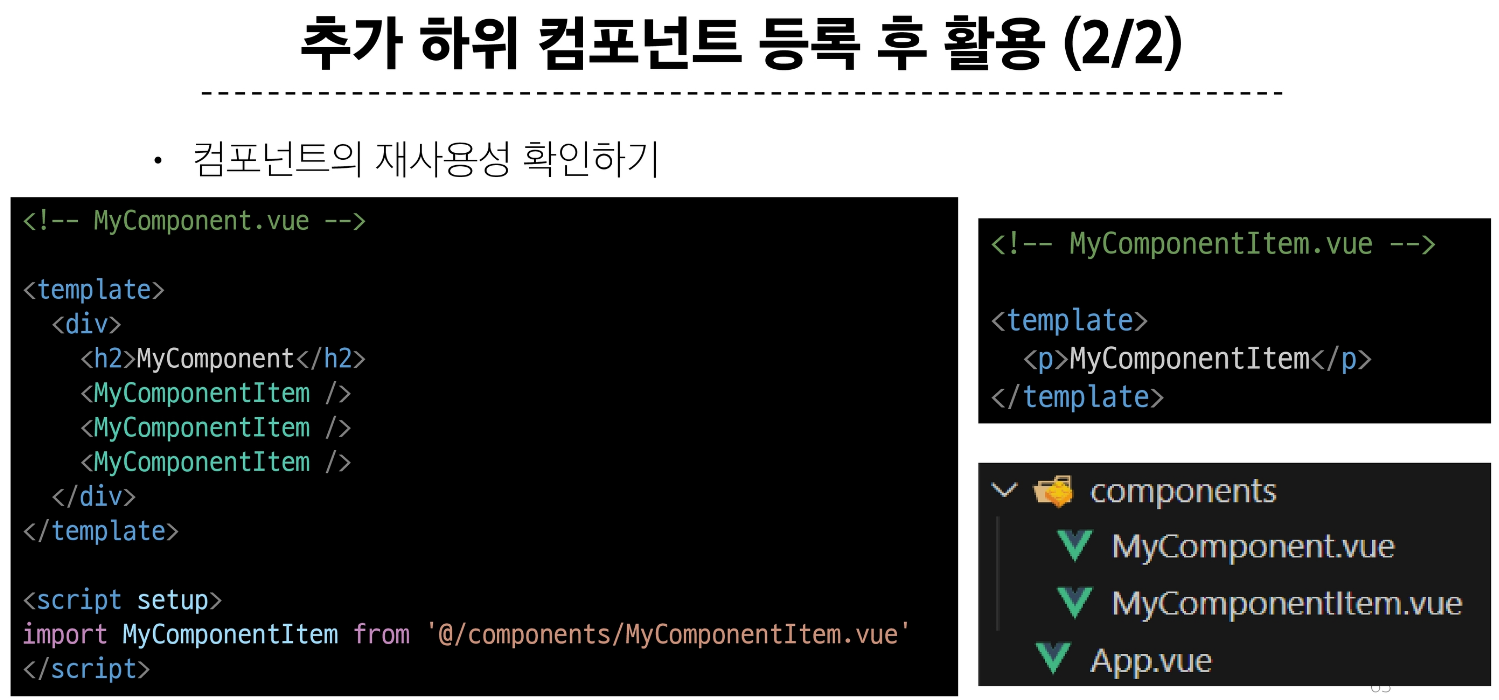 추가 하위 컴포넌트 등록 후 활용 (2/2)
• 컴포넌트의 재사용성 확인하기
<!-- MyComponent.vue -->
<template>
  <div>
    <h2>MyComponent</h2>
    <MyComponentItem />
    <MyComponentItem />
    <MyComponentItem />
  </div>
</template>
<script setup>
import MyComponentItem from '@/components/MyComponentItem.vue'
</script>
<!-- MyComponentItem.vue -->
<template>
  <p>MyComponentItem</p>
</template>
components
MyComponent.vue
MyComponentItem.vue
App.vue